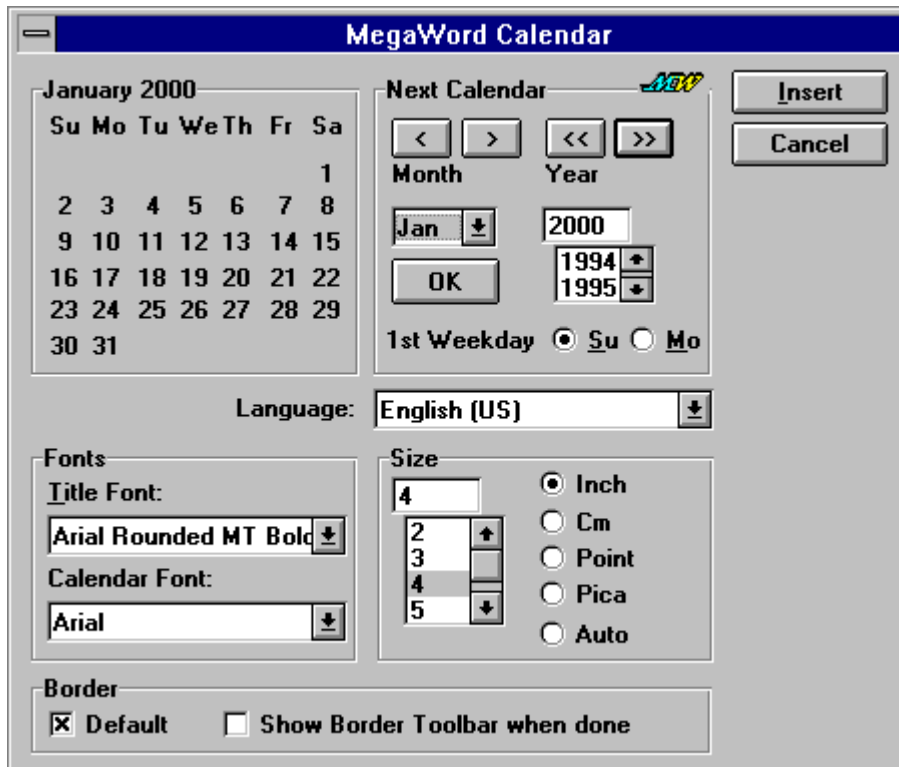 MegaWord Calendar
January 2000
Su Mo Tu We Th Fr Sa
1
2 3 4 5 6 7 8
9 10 11 12 13 14 15
16 17 18 19 20 21 22
23 24 25 26 27 28 29
30 31
Next Calendar
MW
< > << >>
Month Year
Jan 2000
1994
1995
OK
1st Weekday Su Mo
Insert
Cancel
Language: English (US)
Fonts
Title Font:
Arial Rounded MT Bold
Calendar Font:
Arial
Size
4
2
3
4
5
Inch
Cm
Point
Pica
Auto
Border
Default Show Border Toolbar when done